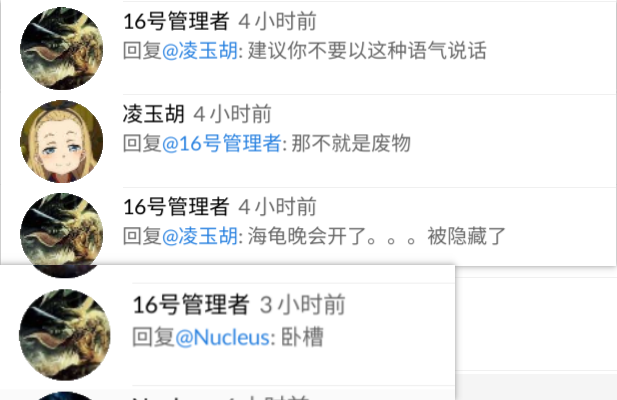 16号管理者 4 小时前
回复@凌玉胡: 建议你不要以这种语气说话
凌玉胡 4 小时前
回复@16号管理者: 那不就是废物
16号管理者 4 小时前
回复@凌玉胡: 海龟晚会开了。。。被隐藏了
16号管理者 3 小时前
回复@Nucleus: 卧槽